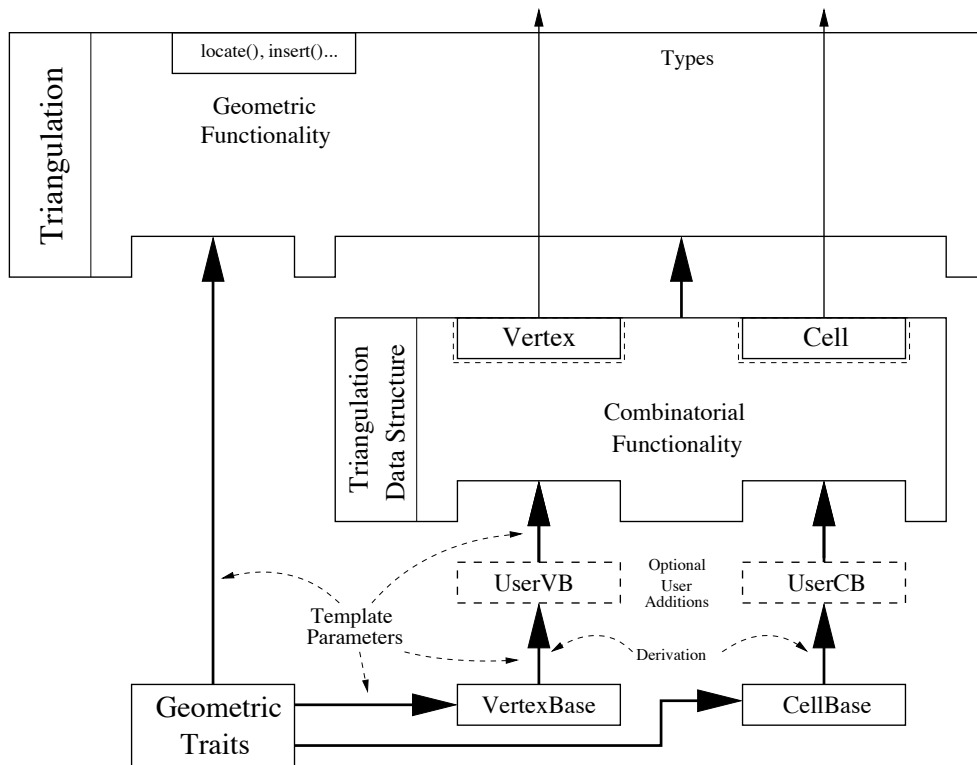 locate(), insert()...
Types
Geometric
Functionality
Triangulation
Vertex
Cell
Triangulation
Data Structure
Combinatorial
Functionality
UserVB
Optional
User
Additions
UserCB
Template
Parameters
Derivation
Geometric
Traits
VertexBase
CellBase